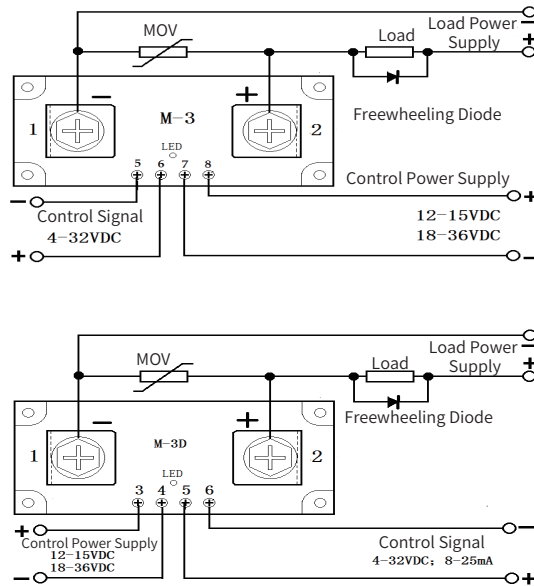 Load Power
Supply
−
+
MOV
Load
Freewheeling Diode
−
+
1
M-3
2
LED
5 6 7 8
−
Control Signal
4-32VDC
+
Control Power Supply
+
12-15VDC
18-36VDC
−
Load Power
Supply
−
+
MOV
Load
Freewheeling Diode
−
+
1
M-3D
2
LED
3 4 5 6
+
Control Power Supply
12-15VDC
18-36VDC
−
−
Control Signal
4-32VDC; 8-25mA
+